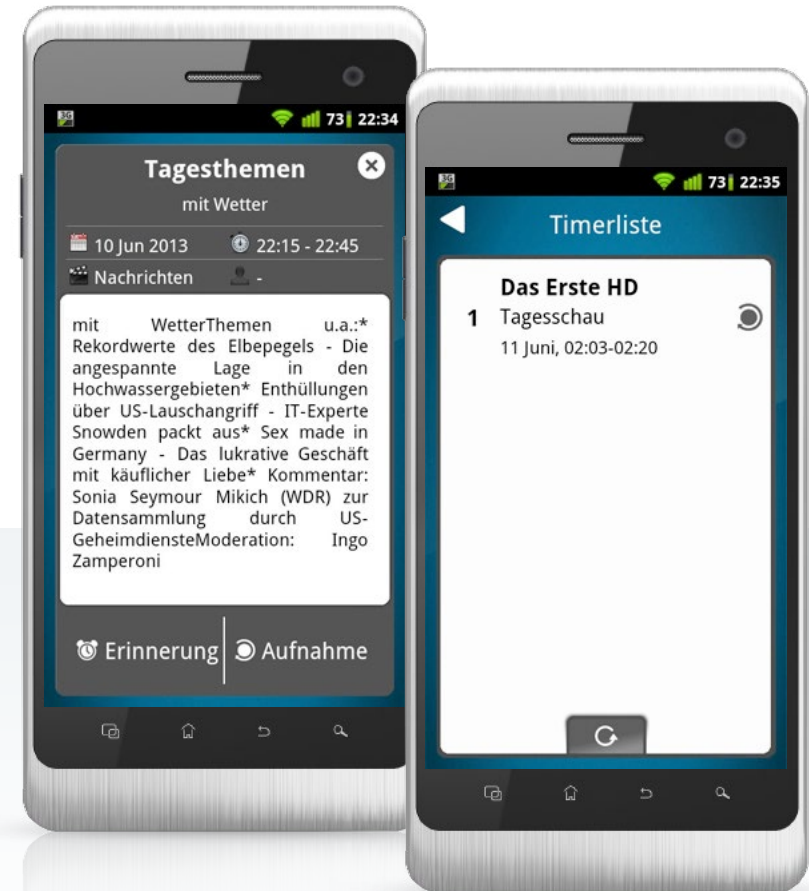 3G 73 22:34
Tagesthemen
mit Wetter
10 Jun 2013 22:15 - 22:45
Nachrichten -
mit WetterThemen u.a.:*
Rekordwerte des Elbepegels - Die
angespannte Lage in den
Hochwassergebieten* Enthüllungen
über US-Lauschangriff - IT-Experte
Snowden packt aus* Sex made in
Germany - Das lukrative Geschäft
mit käuflicher Liebe* Kommentar:
Sonia Seymour Mikich (WDR) zur
Datensammlung durch US-
GeheimdiensteModeration: Ingo
Zamperoni
Erinnerung Aufnahme
3G 73 22:35
Timerliste
Das Erste HD
1 Tagesschau
11 Juni, 02:03-02:20